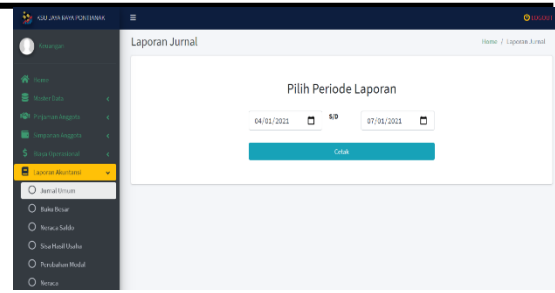 KSU JAYA RAYA PONTIANAK
LOGOUT
Keuangan
Laporan Jurnal
Home / Laporan Jurnal
Home
Master Data
Pinjaman Anggota
Simpanan Anggota
Biaya Operasional
Laporan Akuntansi
Jurnal Umum
Buku Besar
Neraca Saldo
Sisa Hasil Usaha
Perubahan Modal
Neraca
Pilih Periode Laporan
04/01/2021 S/D 07/01/2021
Cetak